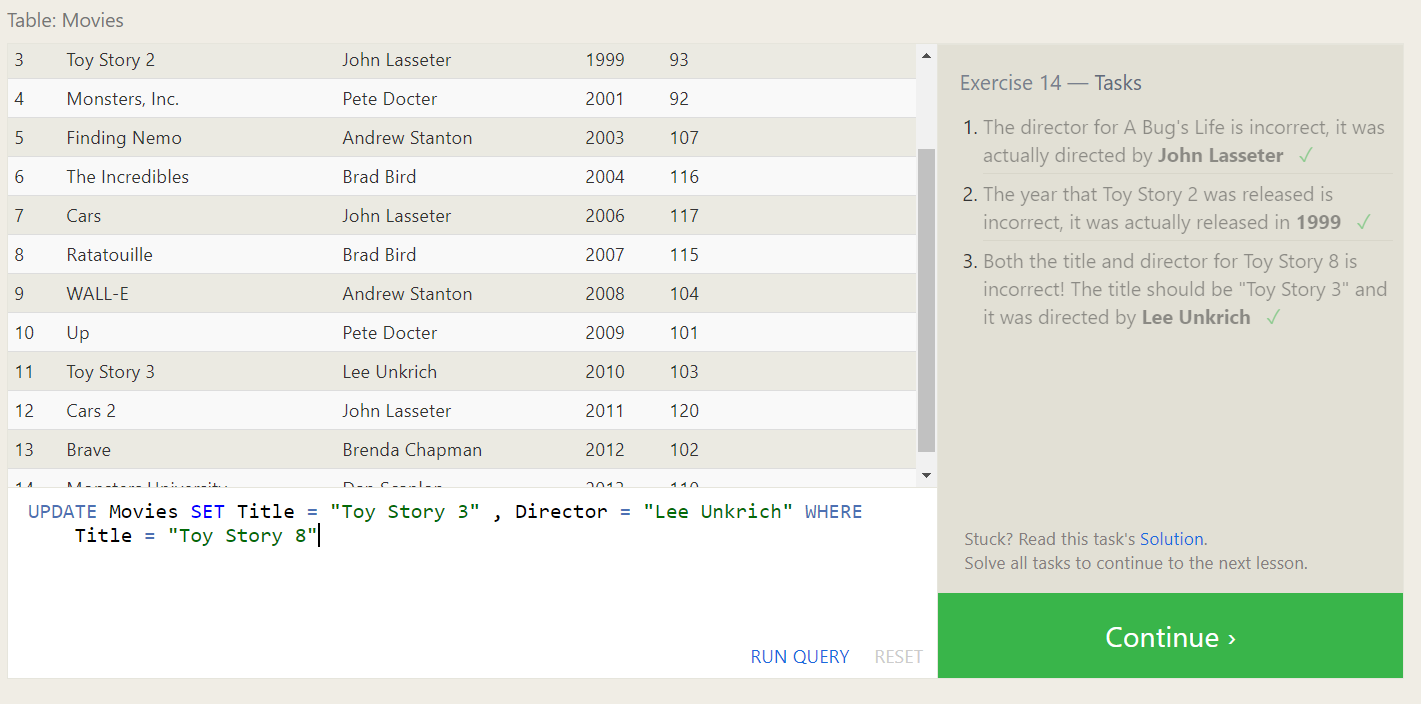 Table: Movies
3 Toy Story 2 John Lasseter 1999 93
4 Monsters, Inc. Pete Docter 2001 92
5 Finding Nemo Andrew Stanton 2003 107
6 The Incredibles Brad Bird 2004 116
7 Cars John Lasseter 2006 117
8 Ratatouille Brad Bird 2007 115
9 WALL-E Andrew Stanton 2008 104
10 Up Pete Docter 2009 101
11 Toy Story 3 Lee Unkrich 2010 103
12 Cars 2 John Lasseter 2011 120
13 Brave Brenda Chapman 2012 102
14 Monsters University Dan Scanlon 2013 110
UPDATE Movies SET Title = "Toy Story 3" , Director = "Lee Unkrich" WHERE
Title = "Toy Story 8"
RUN QUERY RESET
Exercise 14 — Tasks
1. The director for A Bug's Life is incorrect, it was
actually directed by John Lasseter ✓
2. The year that Toy Story 2 was released is
incorrect, it was actually released in 1999 ✓
3. Both the title and director for Toy Story 8 is
incorrect! The title should be "Toy Story 3" and
it was directed by Lee Unkrich ✓
Stuck? Read this task's Solution.
Solve all tasks to continue to the next lesson.
Continue ›